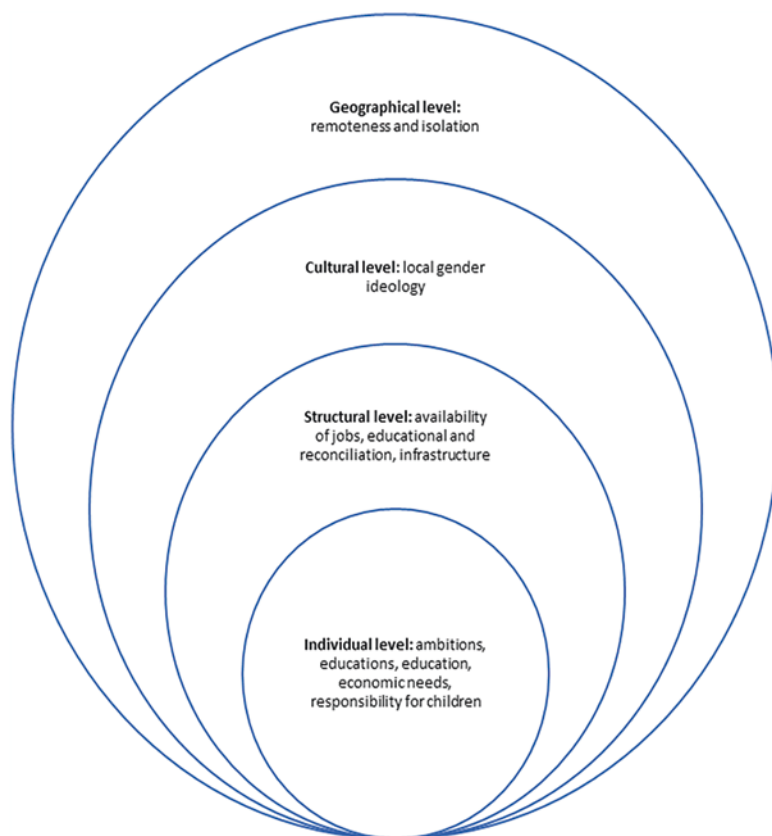 Geographical level:
remoteness and isolation
Cultural level: local gender
ideology
Structural level: availability
of jobs, educational and
reconciliation, infrastructure
Individual level: ambitions,
educations, education,
economic needs,
responsibility for children